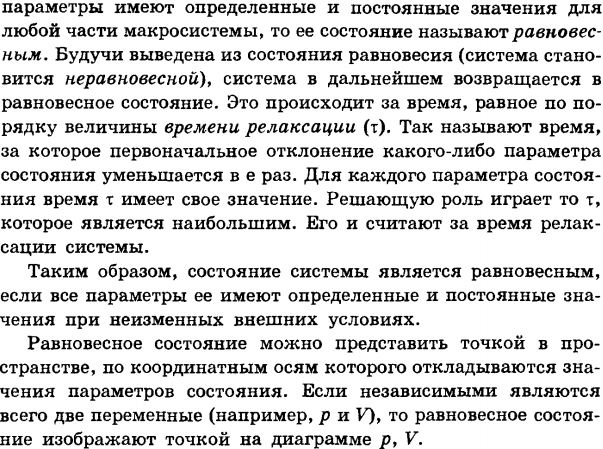 параметры имеют определенные и постоянные значения для
любой части макросистемы, то ее состояние называют равновес-
ным. Будучи выведена из состояния равновесия (система стано-
вится неравновесной), система в дальнейшем возвращается в
равновесное состояние. Это происходит за время, равное по по-
рядку величины времени релаксации (τ). Так называют время,
за которое первоначальное отклонение какого-либо параметра
состояния уменьшается в е раз. Для каждого параметра состоя-
ния время τ имеет свое значение. Решающую роль играет то τ,
которое является наибольшим. Его и считают за время релак-
сации системы.
Таким образом, состояние системы является равновесным,
если все параметры ее имеют определенные и постоянные зна-
чения при неизменных внешних условиях.
Равновесное состояние можно представить точкой в про-
странстве, по координатным осям которого откладываются зна-
чения параметров состояния. Если независимыми являются
всего две переменные (например, p и V), то равновесное состоя-
ние изображают точкой на диаграмме p, V.